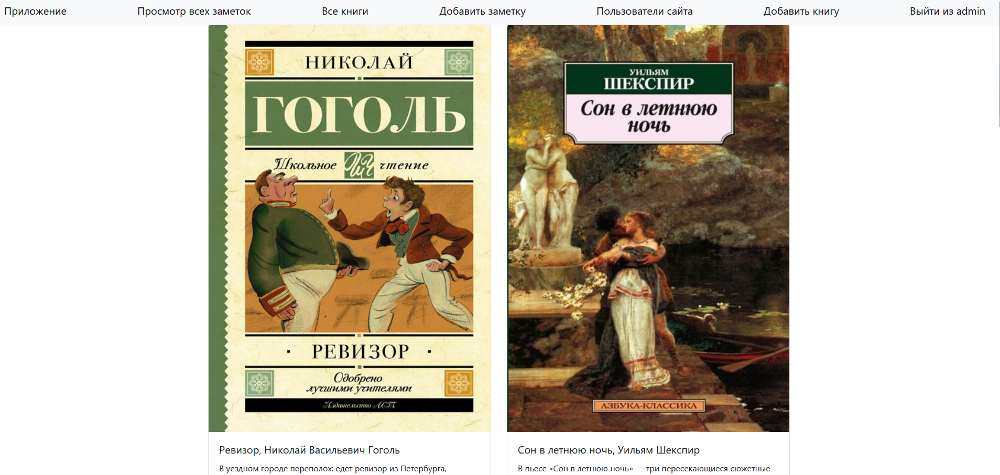 Приложение Просмотр всех заметок Все книги Добавить заметку Пользователи сайта Добавить книгу Выйти из admin
НИКОЛАЙ
ГОГОЛЬ
Школьное ШЧ чтение
· РЕВИЗОР ·
Одобрено
лучшими учителями
Издательство АСТ
Ревизор, Николай Васильевич Гоголь
В уездном городе переполох: едет ревизор из Петербурга,
УИЛЬЯМ
ШЕКСПИР
Сон в летнюю
ночь
АЗБУКА-КЛАССИКА
Сон в летнюю ночь, Уильям Шекспир
В пьесе «Сон в летнюю ночь» — три пересекающиеся сюжетные